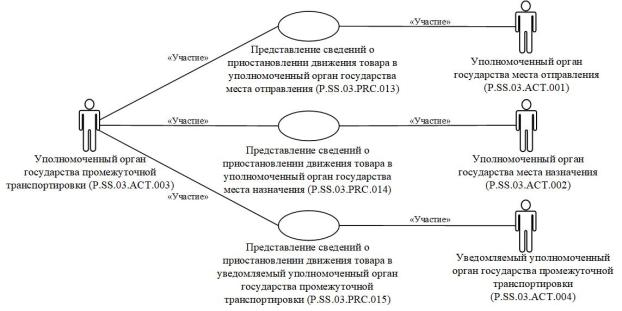 «Участие»
«Участие»
Представление сведений о
приостановлении движения товара в
уполномоченный орган государства
места отправления (P.SS.03.PRC.013)
Уполномоченный орган
государства места отправления
(P.SS.03.ACT.001)
«Участие»
«Участие»
Уполномоченный орган
государства промежуточной
транспортировки (P.SS.03.ACT.003)
Представление сведений о
приостановлении движения товара в
уполномоченный орган государства
места назначения (P.SS.03.PRC.014)
Уполномоченный орган
государства места назначения
(P.SS.03.ACT.002)
«Участие»
«Участие»
Представление сведений о
приостановлении движения товара в
уведомляемый уполномоченный орган
государства промежуточной
транспортировки (P.SS.03.PRC.015)
Уведомляемый уполномоченный
орган государства промежуточной
транспортировки
(P.SS.03.ACT.004)